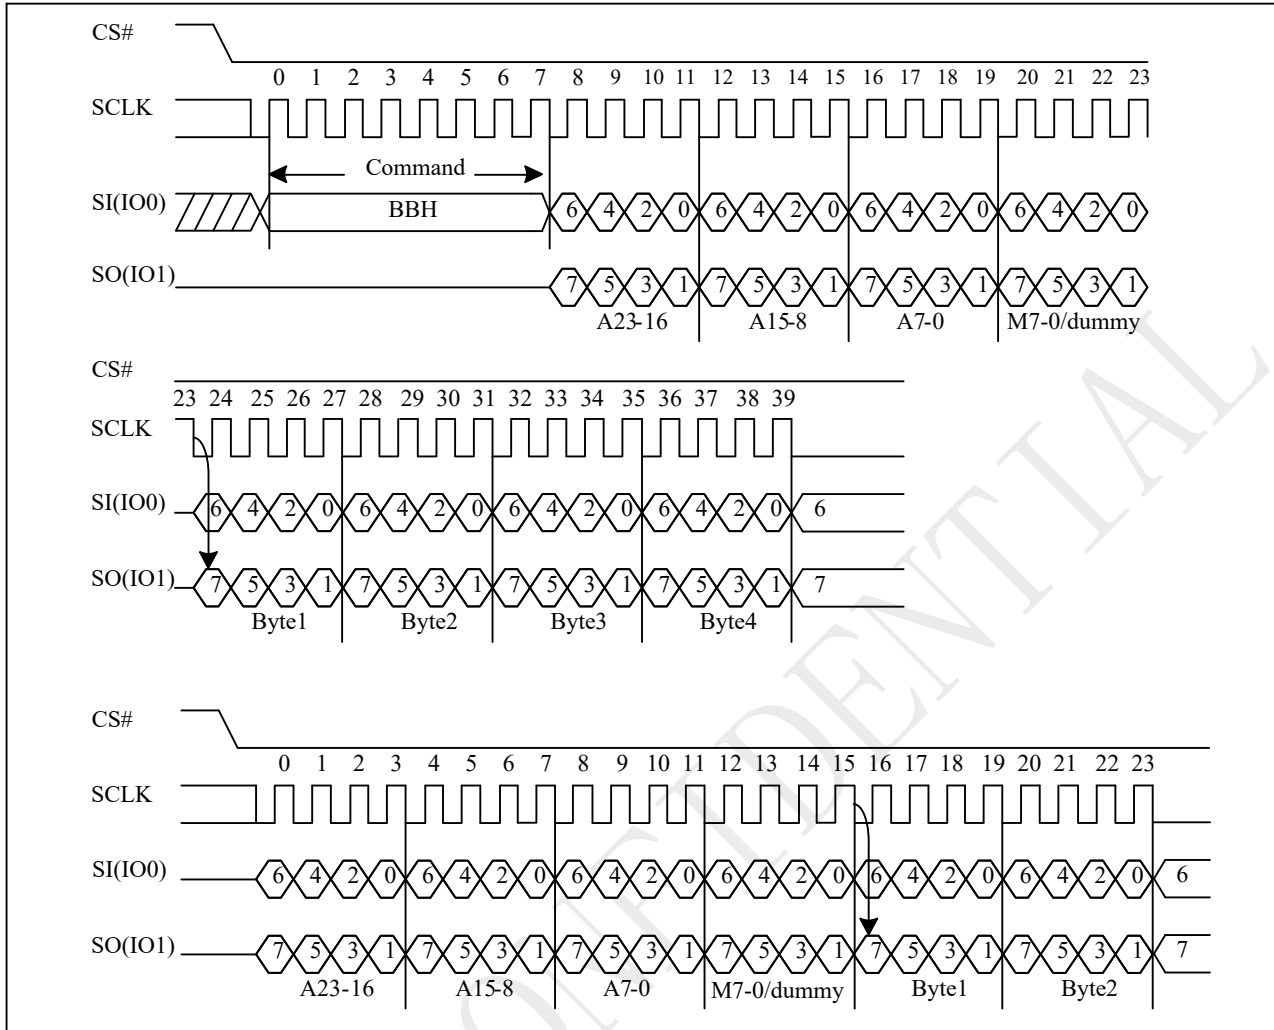 CS#
0 1 2 3 4 5 6 7 8 9 10 11 12 13 14 15 16 17 18 19 20 21 22 23
SCLK
Command
SI(IO0) BBH 6 4 2 0 6 4 2 0 6 4 2 0 6 4 2 0
SO(IO1) 7 5 3 1 7 5 3 1 7 5 3 1 7 5 3 1
A23-16 A15-8 A7-0 M7-0/dummy
CS#
23 24 25 26 27 28 29 30 31 32 33 34 35 36 37 38 39
SCLK
SI(IO0) 6 4 2 0 6 4 2 0 6 4 2 0 6 4 2 0 6
SO(IO1) 7 5 3 1 7 5 3 1 7 5 3 1 7 5 3 1 7
Byte1 Byte2 Byte3 Byte4
CS#
0 1 2 3 4 5 6 7 8 9 10 11 12 13 14 15 16 17 18 19 20 21 22 23
SCLK
SI(IO0) 6 4 2 0 6 4 2 0 6 4 2 0 6 4 2 0 6 4 2 0 6 4 2 0 6
SO(IO1) 7 5 3 1 7 5 3 1 7 5 3 1 7 5 3 1 7 5 3 1 7 5 3 1 7
A23-16 A15-8 A7-0 M7-0/dummy Byte1 Byte2
ONFIDENTIAL